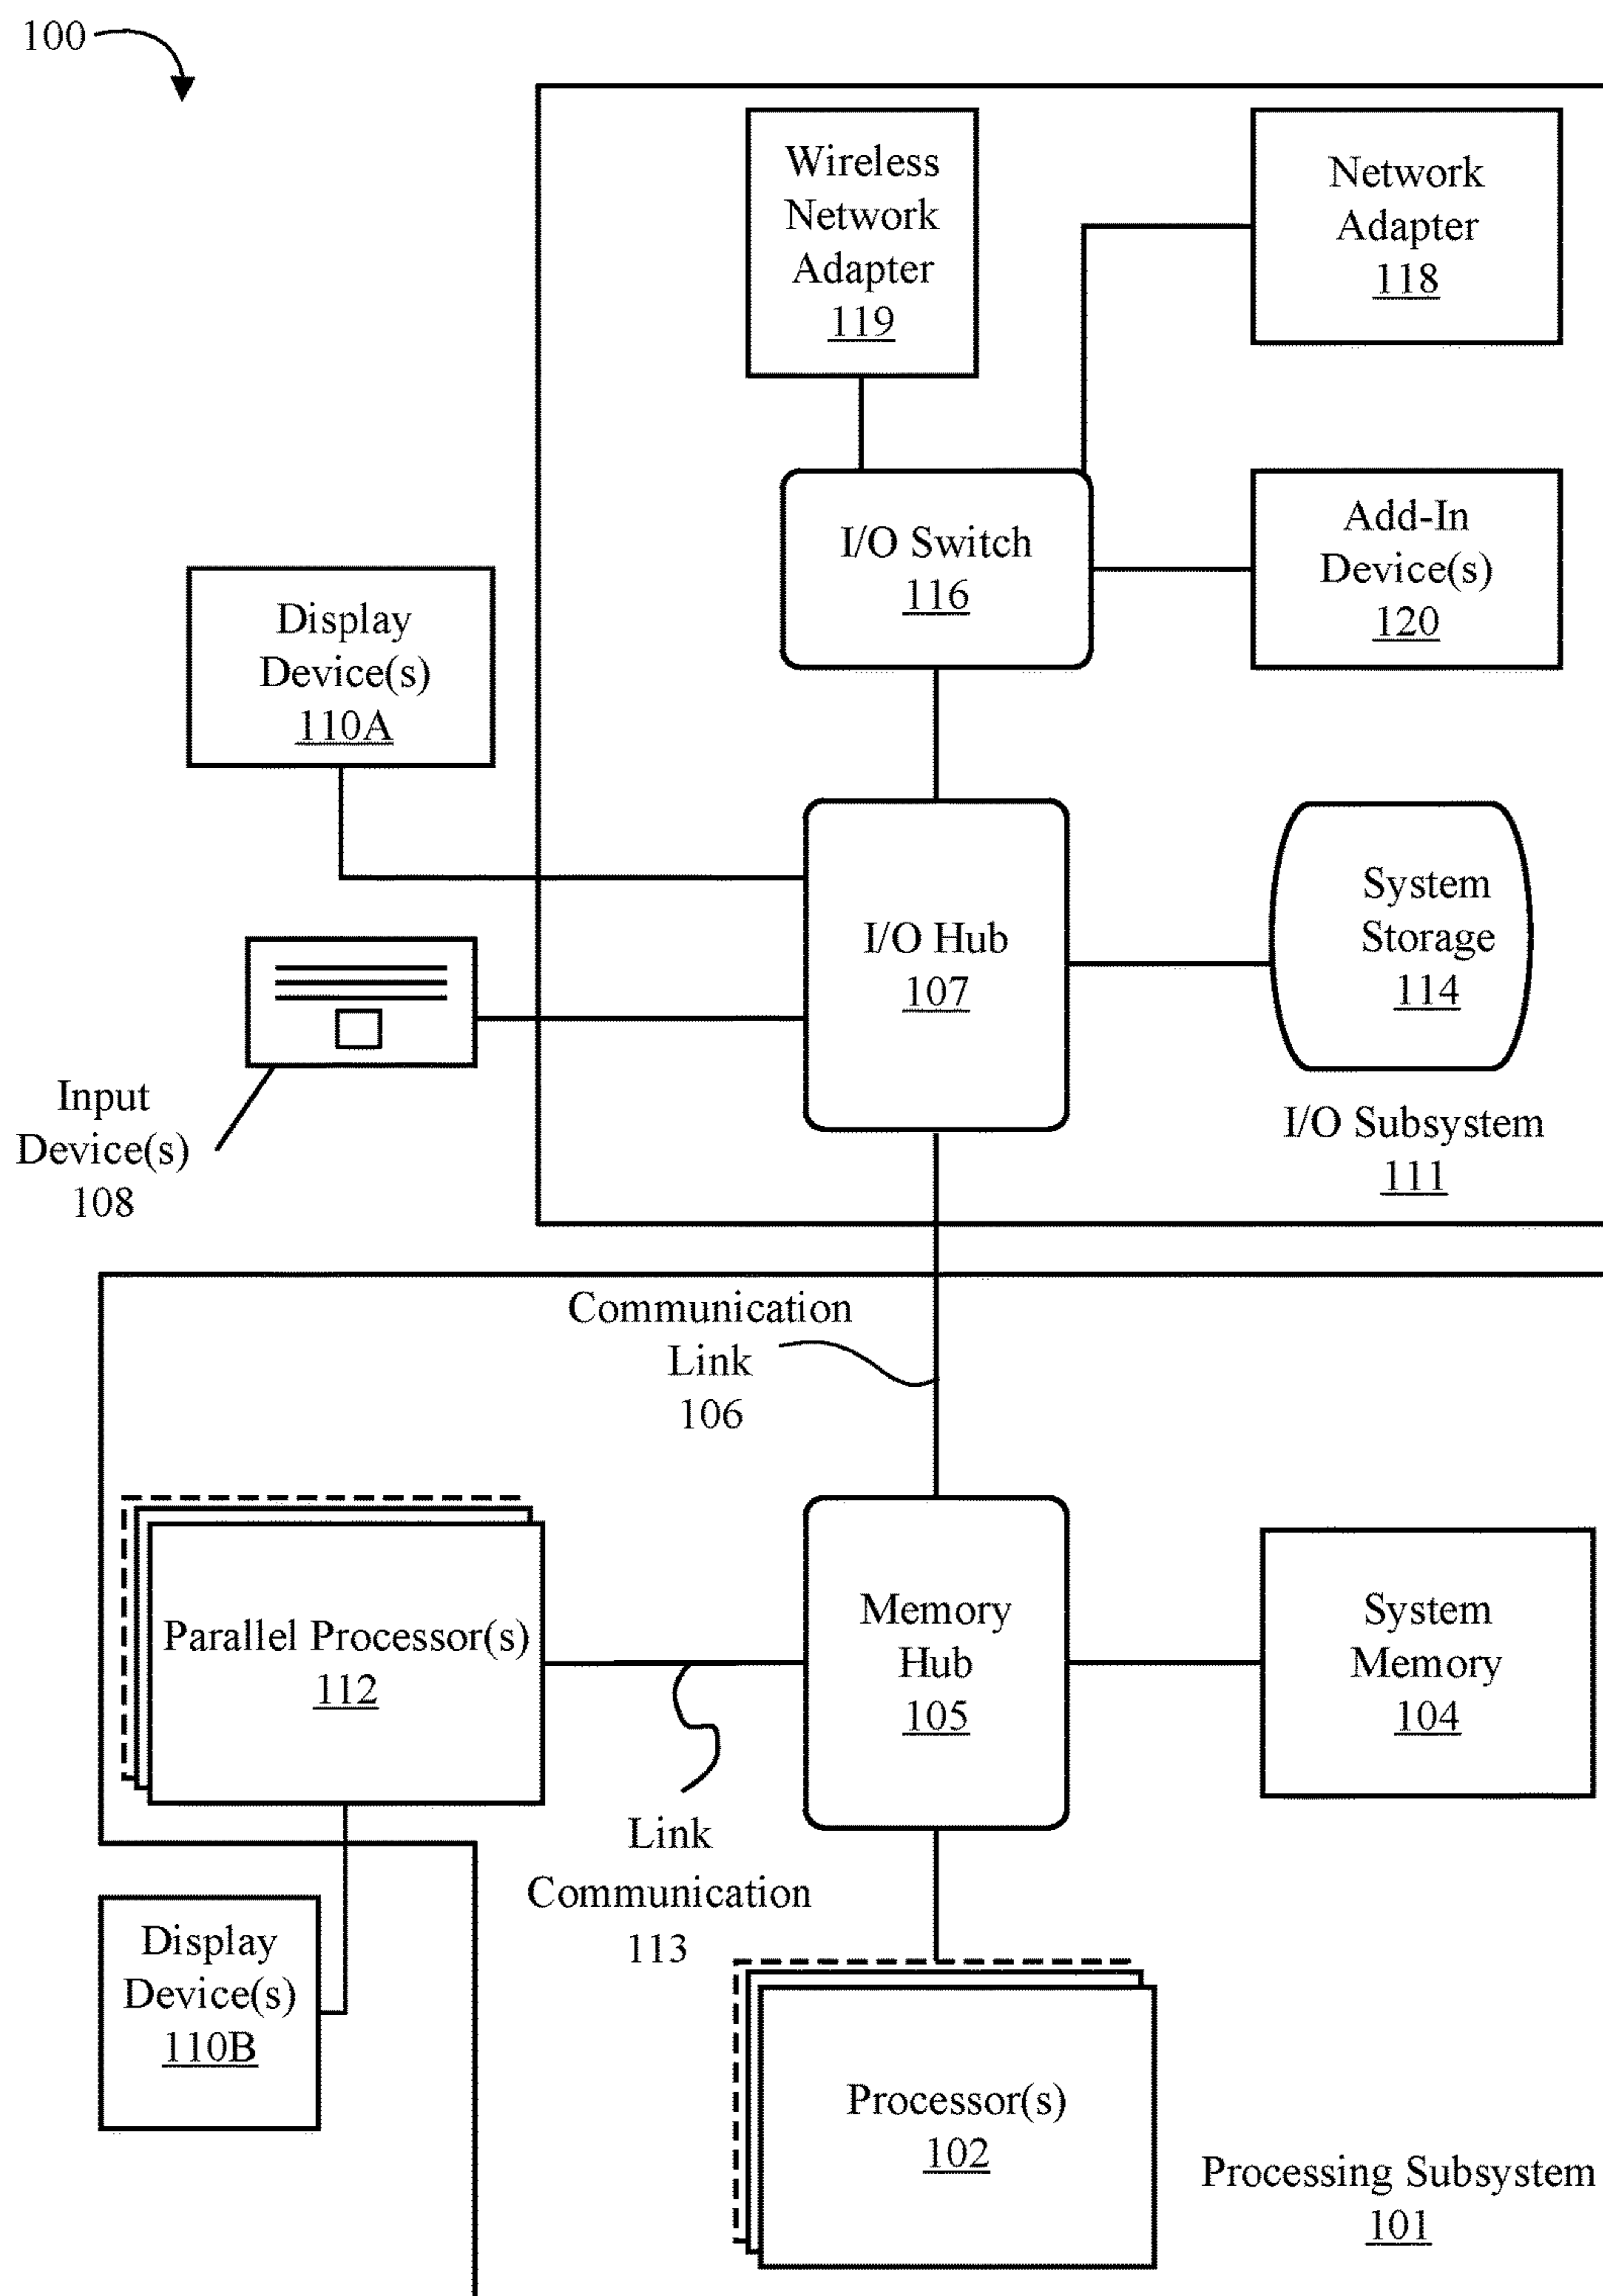 100
Wireless
Network
Adapter
119
Network
Adapter
118
I/O Switch
116
Add-In
Device(s)
120
Display
Device(s)
110A
I/O Hub
107
System
Storage
114
Input
Device(s)
108
I/O Subsystem
111
Communication
Link
106
Parallel Processor(s)
112
Memory
Hub
105
System
Memory
104
Link
Communication
113
Display
Device(s)
110B
Processor(s)
102
Processing Subsystem
101